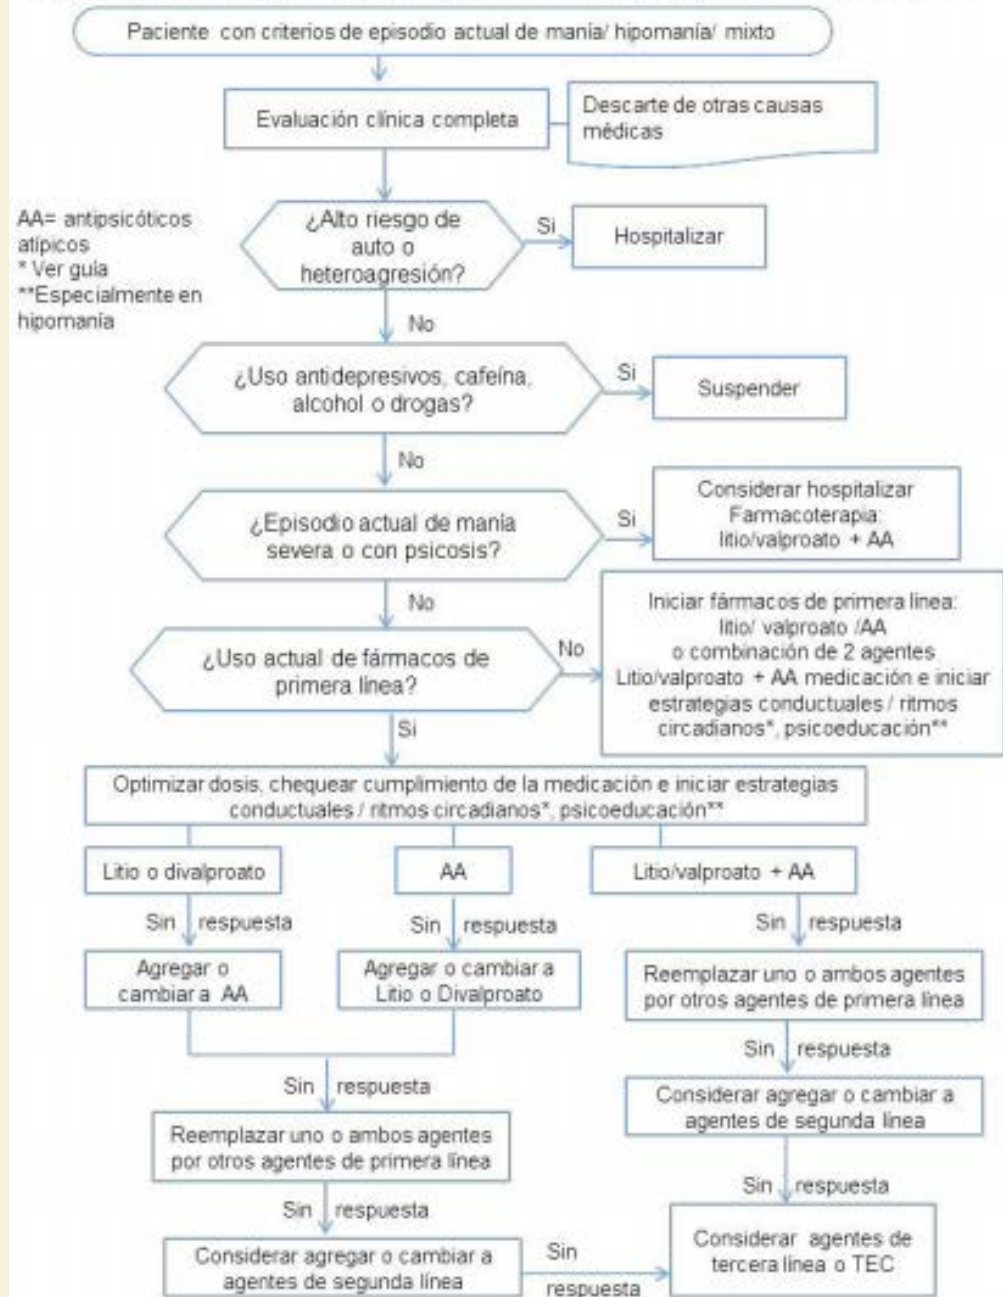 Paciente con criterios de episodio actual de manía/ hipomanía/ mixto
Evaluación clínica completa
Descarte de otras causas
médicas
AA= antipsicóticos
atípicos
* Ver guía
**Especialmente en
hipomanía
¿Alto riesgo de
auto o
heteroagresión?
Si
Hospitalizar
No
¿Uso antidepresivos, cafeína,
alcohol o drogas?
Si
Suspender
No
¿Episodio actual de manía
severa o con psicosis?
Si
Considerar hospitalizar
Farmacoterapia:
litio/valproato + AA
No
¿Uso actual de fármacos de
primera línea?
No
Iniciar fármacos de primera línea:
litio/ valproato /AA
o combinación de 2 agentes
Litio/valproato + AA medicación e iniciar
estrategias conductuales / ritmos
circadianos*, psicoeducación**
Si
Optimizar dosis, chequear cumplimiento de la medicación e iniciar estrategias
conductuales / ritmos circadianos*, psicoeducación**
Litio o divalproato
AA
Litio/valproato + AA
Sin respuesta
Sin respuesta
Sin respuesta
Agregar o
cambiar a AA
Agregar o cambiar a
Litio o Divalproato
Reemplazar uno o ambos agentes
por otros agentes de primera línea
Sin respuesta
Sin respuesta
Considerar agregar o cambiar a
agentes de segunda línea
Reemplazar uno o ambos agentes
por otros agentes de primera línea
Sin respuesta
Sin respuesta
Considerar agregar o cambiar a
agentes de segunda línea
Sin
respuesta
Considerar agentes de
tercera línea o TEC